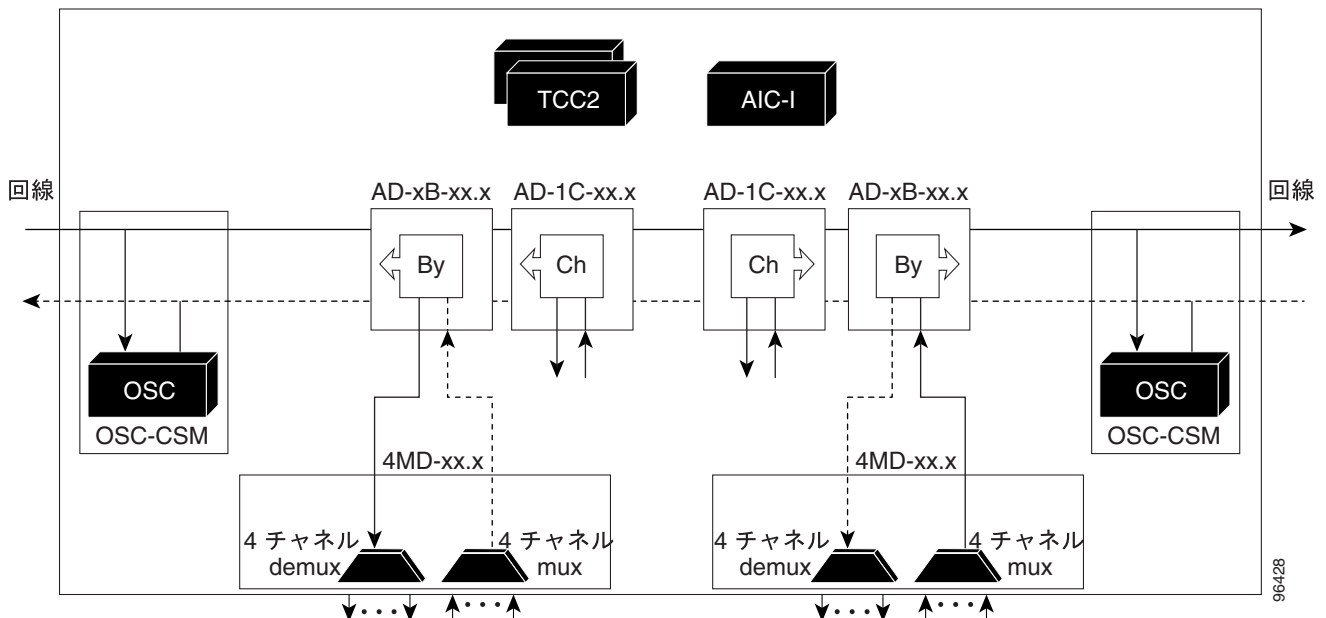 TCC2
AIC-I
回線
AD-xB-xx.x
AD-1C-xx.x
AD-1C-xx.x
AD-xB-xx.x
回線
By
Ch
Ch
By
OSC
OSC-CSM
OSC
OSC-CSM
4MD-xx.x
4MD-xx.x
4 チャネル
demux
4 チャネル
mux
4 チャネル
demux
4 チャネル
mux
96428